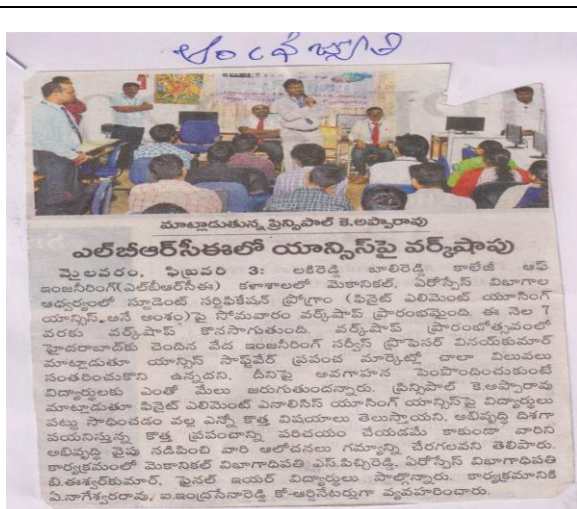 ఆంధ్రజ్యోతి
మాట్లాడుతున్న ప్రిన్సిపాల్ కె.అప్పారావు
ఎల్‌బీఆర్‌సీఈలో యాన్సిస్‌పై వర్క్‌షాపు
మైలవరం, ఫిబ్రవరి 3: లకిరెడ్డి బాలిరెడ్డి కాలేజీ ఆఫ్
ఇంజనీరింగ్(ఎల్‌బీఆర్‌సీఈ) కళాశాలలో మెకానికల్, ఏరోస్పేస్ విభాగాల
ఆధ్వర్యంలో స్టూడెంట్ సర్టిఫికేషన్ ప్రోగ్రాం (ఫినైట్ ఎలిమెంట్ యూసింగ్
యాన్సిస్ అనే అంశం)పై సోమవారం వర్క్‌షాప్ ప్రారంభమైంది. ఈ నెల 7
వరకు వర్క్‌షాప్ కొనసాగుతుంది. వర్క్‌షాప్ ప్రారంభోత్సవంలో
హైదరాబాద్‌కు చెందిన వేద ఇంజనీరింగ్ సర్వీస్ ప్రొఫెసర్ వినయ్‌కుమార్
మాట్లాడుతూ యాన్సిస్ సాఫ్ట్‌వేర్ ప్రపంచ మార్కెట్లో చాలా విలువలు
సంతరించుకొని ఉన్నదని, దీనిపై అవగాహన పెంపొందించుకుంటే
విద్యార్థులకు ఎంతో మేలు జరుగుతుందన్నారు. ప్రిన్సిపాల్ కె.అప్పారావు
మాట్లాడుతూ ఫినైట్ ఎలిమెంట్ ఎనాలిసిస్ యూసింగ్ యాన్సిస్‌పై విద్యార్థులు
పట్టు సాధించడం వల్ల ఎన్నో కొత్త విషయాలు తెలుస్తాయని, అభివృద్ధి దిశగా
పయనిస్తున్న కొత్త ప్రపంచాన్ని పరిచయం చేయడమే కాకుండా వారిని
అభివృద్ధి వైపు నడిపించి వారి ఆలోచనలు గమ్యాన్ని చేరగలవని తెలిపారు.
కార్యక్రమంలో మెకానికల్ విభాగాధిపతి ఎస్.పిచ్చిరెడ్డి, ఏరోస్పేస్ విభాగాధిపతి
బి.ఈశ్వర్‌కుమార్, ఫైనల్ ఇయర్ విద్యార్థులు పాల్గొన్నారు. కార్యక్రమానికి
ఏ.నాగేశ్వరరావు, ఐ.ఇంద్రసేనారెడ్డి కో-ఆర్డినేటర్లుగా వ్యవహరించారు.